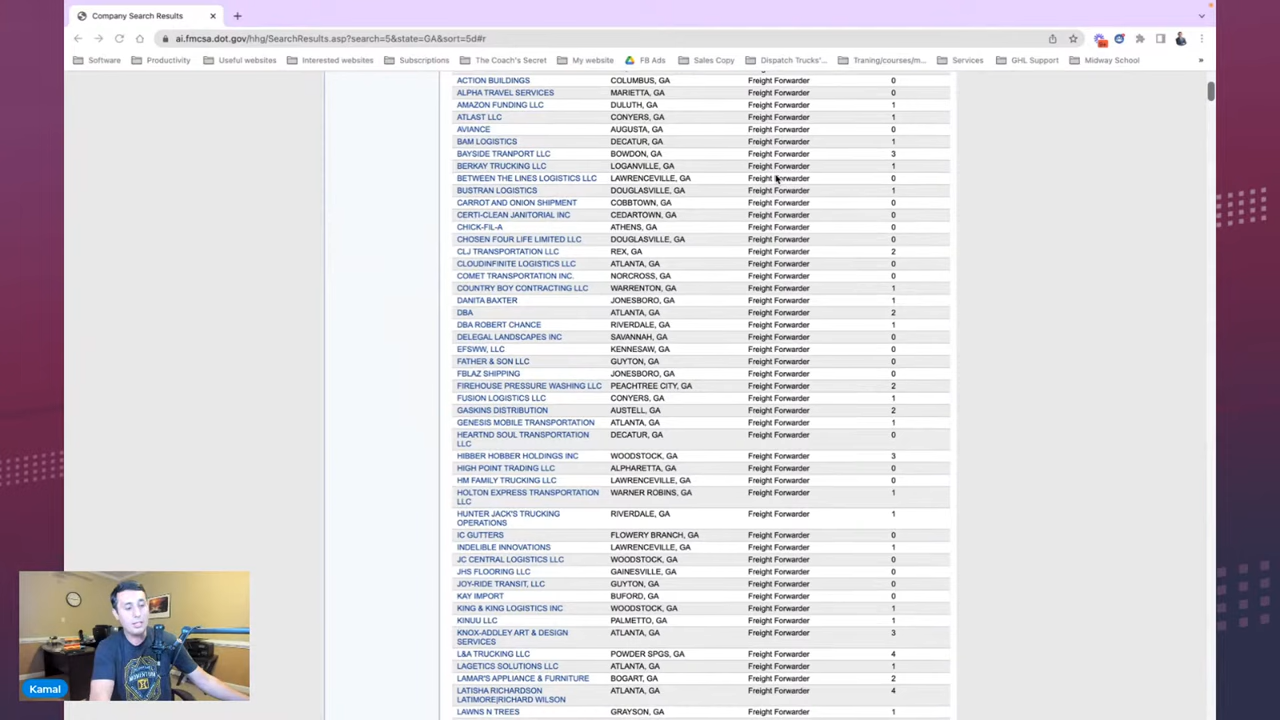 Company Search Results
ai.fmcsa.dot.gov/hhg/SearchResults.asp?search=5&state=GA&sort=5d#r
Software Productivity Useful websites Interested websites Subscriptions The Coach's Secret My website FB Ads Sales Copy Dispatch Trucks'... Traning/courses/m... Services GHL Support Midway School »
ACTION BUILDINGS COLUMBUS, GA Freight Forwarder 0
ALPHA TRAVEL SERVICES MARIETTA, GA Freight Forwarder 0
AMAZON FUNDING LLC DULUTH, GA Freight Forwarder 1
ATLAST LLC CONYERS, GA Freight Forwarder 1
AVIANCE AUGUSTA, GA Freight Forwarder 0
BAM LOGISTICS DECATUR, GA Freight Forwarder 1
BAYSIDE TRANPORT LLC BOWDON, GA Freight Forwarder 3
BERKAY TRUCKING LLC LOGANVILLE, GA Freight Forwarder 1
BETWEEN THE LINES LOGISTICS LLC LAWRENCEVILLE, GA Freight Forwarder 0
BUSTRAN LOGISTICS DOUGLASVILLE, GA Freight Forwarder 1
CARROT AND ONION SHIPMENT COBBTOWN, GA Freight Forwarder 0
CERTI-CLEAN JANITORIAL INC CEDARTOWN, GA Freight Forwarder 0
CHICK-FIL-A ATHENS, GA Freight Forwarder 0
CHOSEN FOUR LIFE LIMITED LLC DOUGLASVILLE, GA Freight Forwarder 0
CLJ TRANSPORTATION LLC REX, GA Freight Forwarder 2
CLOUDINFINITE LOGISTICS LLC ATLANTA, GA Freight Forwarder 0
COMET TRANSPORTATION INC. NORCROSS, GA Freight Forwarder 0
COUNTRY BOY CONTRACTING LLC WARRENTON, GA Freight Forwarder 1
DANITA BAXTER JONESBORO, GA Freight Forwarder 1
DBA ATLANTA, GA Freight Forwarder 2
DBA ROBERT CHANCE RIVERDALE, GA Freight Forwarder 1
DELEGAL LANDSCAPES INC SAVANNAH, GA Freight Forwarder 0
EFSWW, LLC KENNESAW, GA Freight Forwarder 0
FATHER & SON LLC GUYTON, GA Freight Forwarder 0
FBLAZ SHIPPING JONESBORO, GA Freight Forwarder 0
FIREHOUSE PRESSURE WASHING LLC PEACHTREE CITY, GA Freight Forwarder 2
FUSION LOGISTICS LLC CONYERS, GA Freight Forwarder 1
GASKINS DISTRIBUTION AUSTELL, GA Freight Forwarder 2
GENESIS MOBILE TRANSPORTATION ATLANTA, GA Freight Forwarder 1
HEARTND SOUL TRANSPORTATION DECATUR, GA Freight Forwarder 0
LLC
HIBBER HOBBER HOLDINGS INC WOODSTOCK, GA Freight Forwarder 3
HIGH POINT TRADING LLC ALPHARETTA, GA Freight Forwarder 0
HM FAMILY TRUCKING LLC LAWRENCEVILLE, GA Freight Forwarder 0
HOLTON EXPRESS TRANSPORTATION WARNER ROBINS, GA Freight Forwarder 1
LLC
HUNTER JACK'S TRUCKING RIVERDALE, GA Freight Forwarder 1
OPERATIONS
IC GUTTERS FLOWERY BRANCH, GA Freight Forwarder 0
INDELIBLE INNOVATIONS LAWRENCEVILLE, GA Freight Forwarder 1
JC CENTRAL LOGISTICS LLC WOODSTOCK, GA Freight Forwarder 0
JHS FLOORING LLC GAINESVILLE, GA Freight Forwarder 0
JOY-RIDE TRANSIT, LLC GUYTON, GA Freight Forwarder 0
KAY IMPORT BUFORD, GA Freight Forwarder 0
KING & KING LOGISTICS INC WOODSTOCK, GA Freight Forwarder 1
KINUU LLC PALMETTO, GA Freight Forwarder 1
KNOX-ADDLEY ART & DESIGN ATLANTA, GA Freight Forwarder 3
SERVICES
L&A TRUCKING LLC POWDER SPGS, GA Freight Forwarder 4
LAGETICS SOLUTIONS LLC ATLANTA, GA Freight Forwarder 1
LAMAR'S APPLIANCE & FURNITURE BOGART, GA Freight Forwarder 2
LATISHA RICHARDSON ATLANTA, GA Freight Forwarder 4
LATIMORE|RICHARD WILSON
LAWNS N TREES GRAYSON, GA Freight Forwarder 1
Kamal